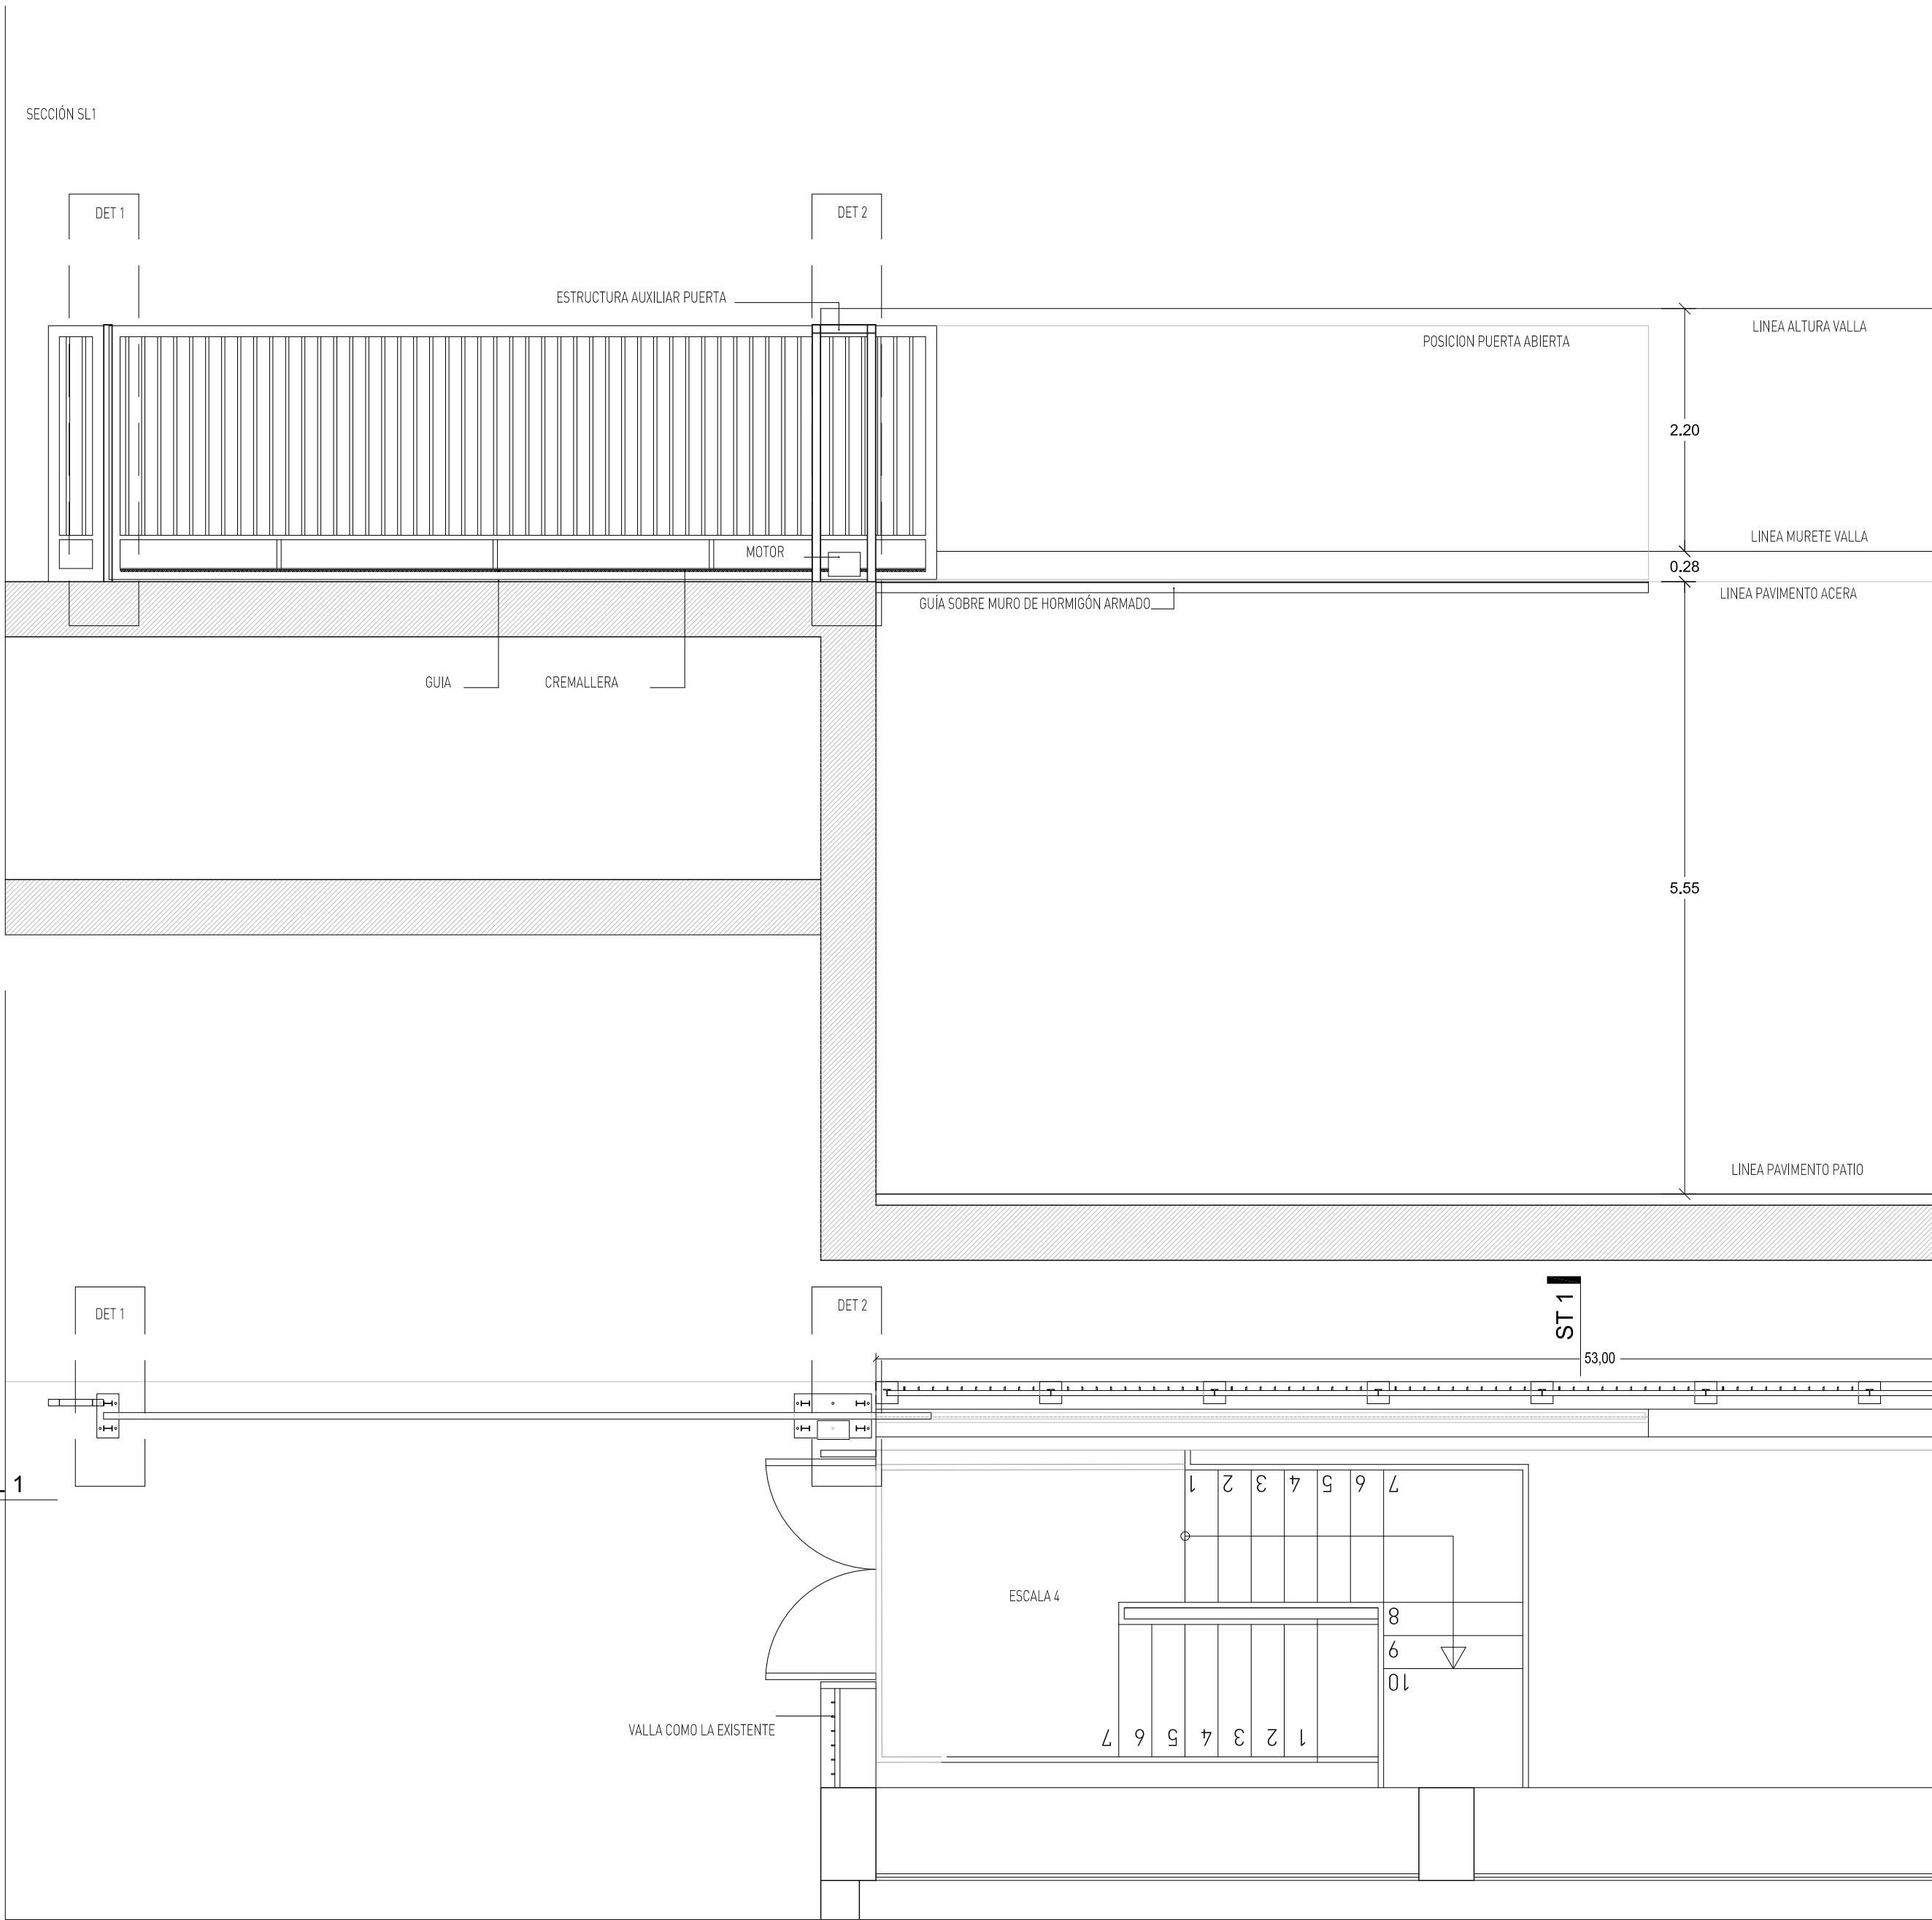 SECCIÓN SL1
DET 1
DET 2
ESTRUCTURA AUXILIAR PUERTA
LINEA ALTURA VALLA
POSICION PUERTA ABIERTA
2.20
LINEA MURETE VALLA
MOTOR
0.28
LINEA PAVIMENTO ACERA
GUÍA SOBRE MURO DE HORMIGÓN ARMADO
GUIA
CREMALLERA
5.55
LINEA PAVIMENTO PATIO
DET 1
DET 2
ST 1
53,00
1
1 2 3 4 5 6 7
ESCALA 4
8
9
10
VALLA COMO LA EXISTENTE
7 6 5 4 3 2 1